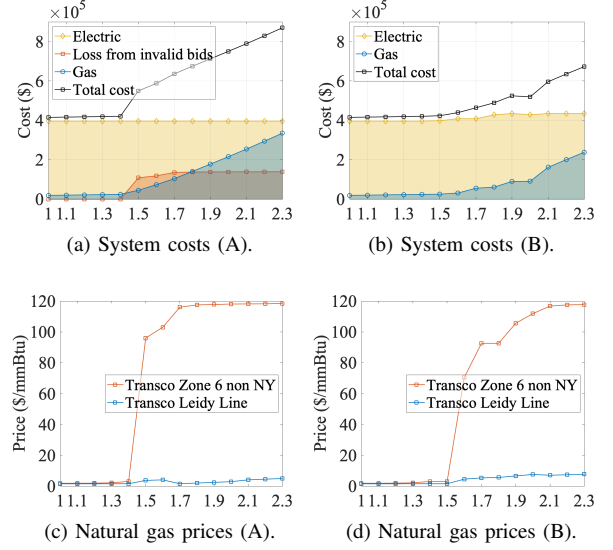 ×10⁵
8
6
4
2
0
Cost ($)
Electric
Loss from invalid bids
Gas
Total cost
1 1.1 1.3 1.5 1.7 1.9 2.1 2.3
(a) System costs (A).
×10⁵
8
6
4
2
0
Cost ($)
Electric
Gas
Total cost
1 1.1 1.3 1.5 1.7 1.9 2.1 2.3
(b) System costs (B).
120
100
80
60
40
20
0
Price ($/mmBtu)
Transco Zone 6 non NY
Transco Leidy Line
1 1.1 1.3 1.5 1.7 1.9 2.1 2.3
(c) Natural gas prices (A).
120
100
80
60
40
20
0
Price ($/mmBtu)
Transco Zone 6 non NY
Transco Leidy Line
1 1.1 1.3 1.5 1.7 1.9 2.1 2.3
(d) Natural gas prices (B).